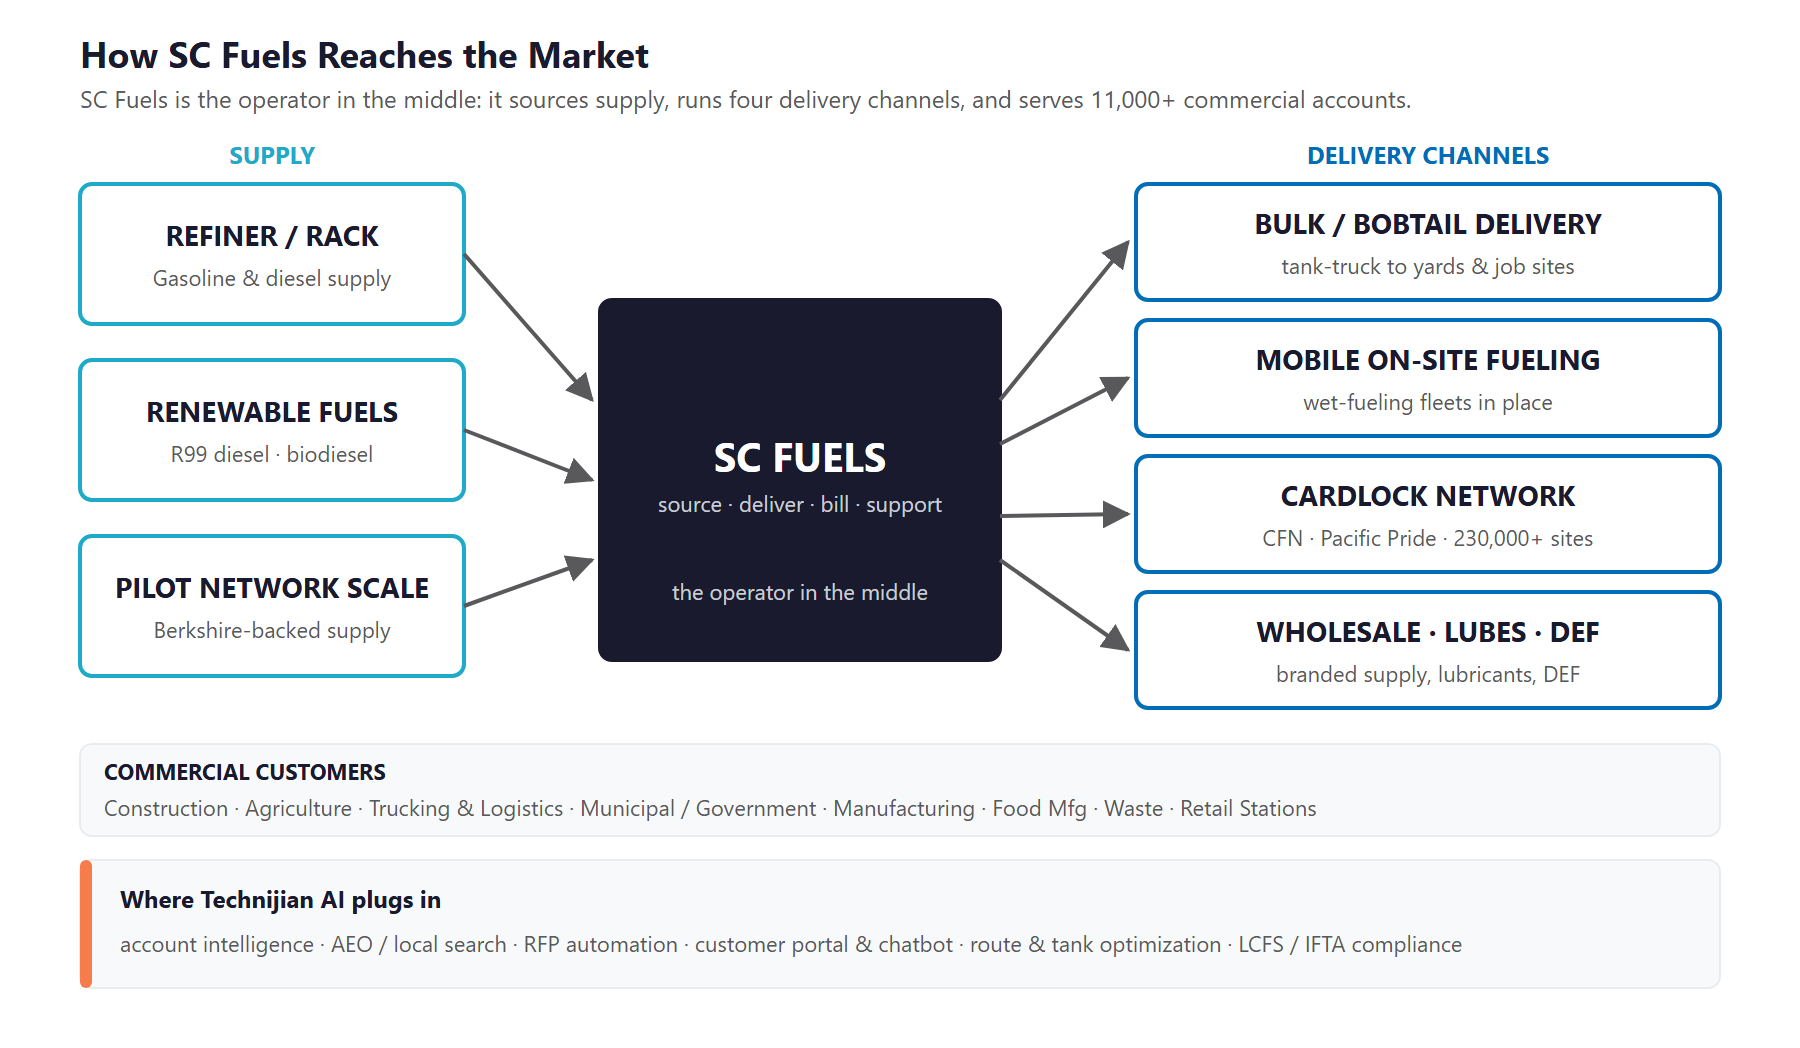 How SC Fuels Reaches the Market
SC Fuels is the operator in the middle: it sources supply, runs four delivery channels, and serves 11,000+ commercial accounts.
SUPPLY
REFINER / RACK
Gasoline & diesel supply
RENEWABLE FUELS
R99 diesel · biodiesel
PILOT NETWORK SCALE
Berkshire-backed supply
SC FUELS
source · deliver · bill · support
the operator in the middle
DELIVERY CHANNELS
BULK / BOBTAIL DELIVERY
tank-truck to yards & job sites
MOBILE ON-SITE FUELING
wet-fueling fleets in place
CARDLOCK NETWORK
CFN · Pacific Pride · 230,000+ sites
WHOLESALE · LUBES · DEF
branded supply, lubricants, DEF
COMMERCIAL CUSTOMERS
Construction · Agriculture · Trucking & Logistics · Municipal / Government · Manufacturing · Food Mfg · Waste · Retail Stations
Where Technijian AI plugs in
account intelligence · AEO / local search · RFP automation · customer portal & chatbot · route & tank optimization · LCFS / IFTA compliance